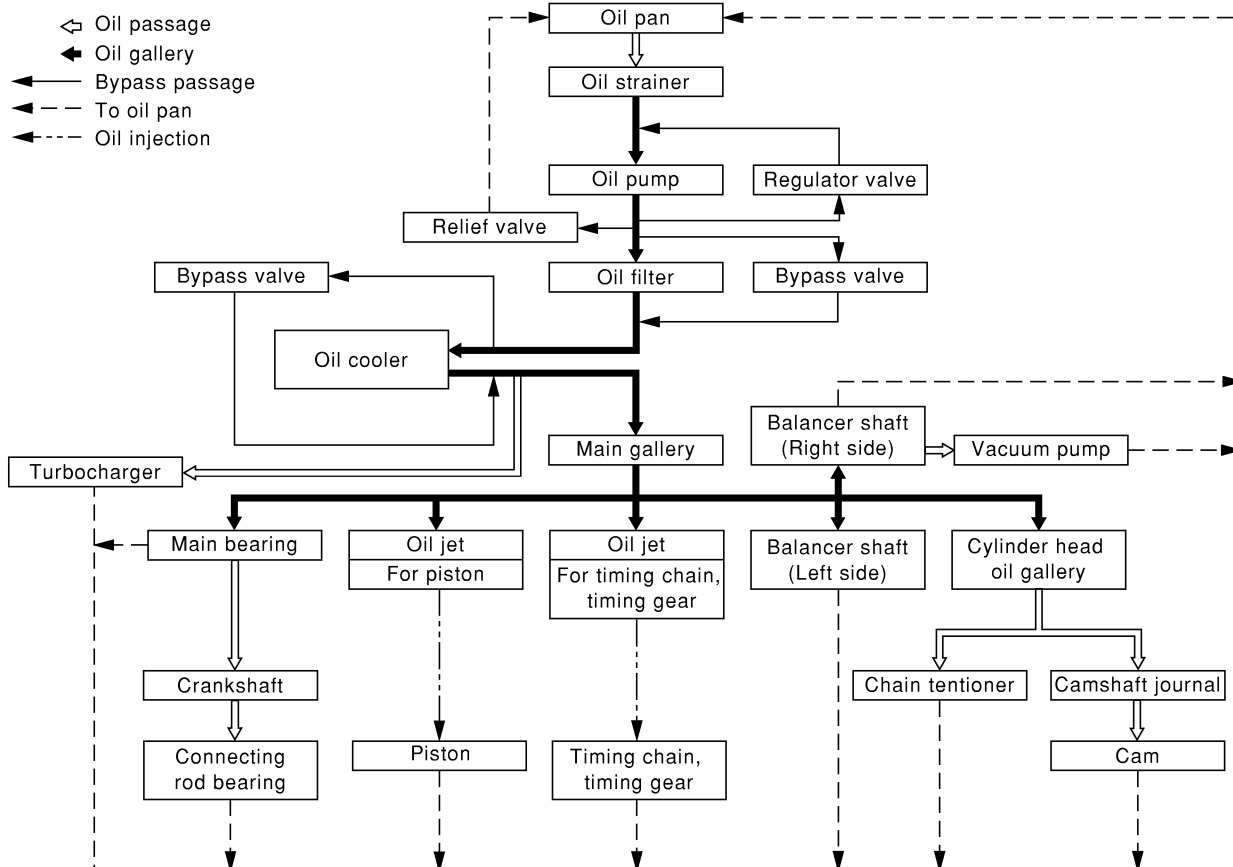 Oil passage
Oil gallery
Bypass passage
To oil pan
Oil injection
Oil pan
Oil strainer
Oil pump
Regulator valve
Relief valve
Bypass valve
Oil filter
Bypass valve
Oil cooler
Main gallery
Balancer shaft
(Right side)
Vacuum pump
Turbocharger
Main bearing
Oil jet
For piston
Oil jet
For timing chain,
timing gear
Balancer shaft
(Left side)
Cylinder head
oil gallery
Crankshaft
Chain tentioner
Camshaft journal
Connecting
rod bearing
Piston
Timing chain,
timing gear
Cam